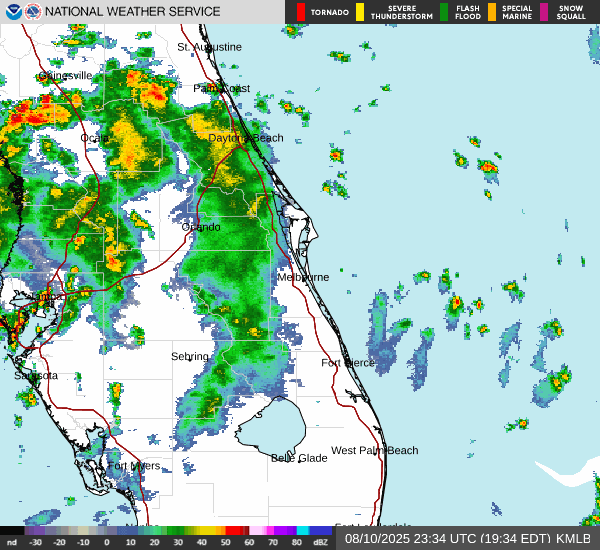 NATIONAL WEATHER SERVICE
TORNADO
SEVERE THUNDERSTORM
FLASH FLOOD
SPECIAL MARINE
SNOW SQUALL
St. Augustine
Gainesville
Palm Coast
Ocala
Daytona Beach
Orlando
Melbourne
Tampa
Sebring
Fort Pierce
Sarasota
West Palm Beach
Belle Glade
Fort Myers
Fort Lauderdale
nd -30 -20 -10 0 10 20 30 40 50 60 70 80 dBZ
08/10/2025 23:34 UTC (19:34 EDT) KMLB